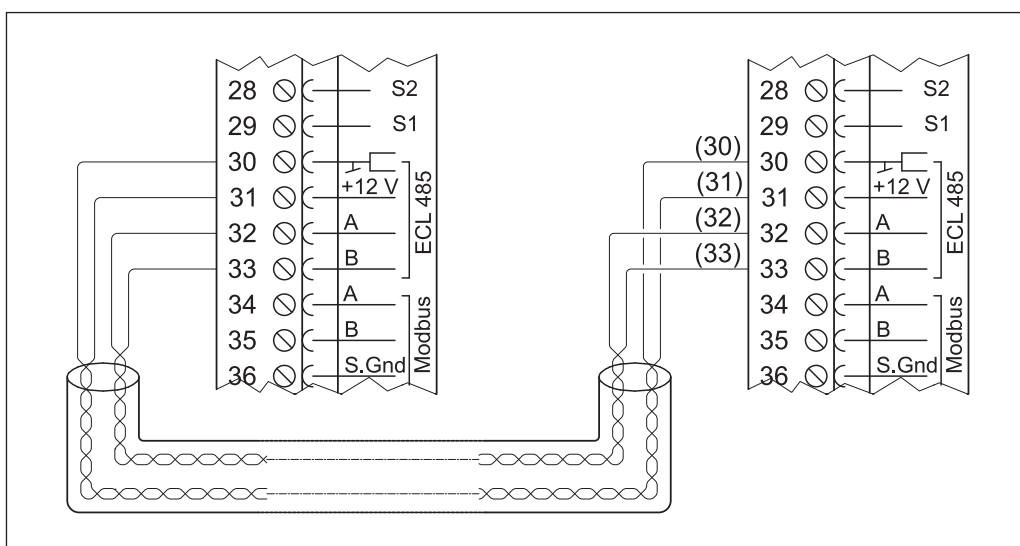 28 S2
29 S1
30
+12 V
31
32 A
33 B
ECL 485
34 A
35 B
36 S.Gnd
Modbus
28 S2
29 S1
(30) 30
+12 V
(31) 31
(32) 32 A
(33) 33 B
ECL 485
34 A
35 B
36 S.Gnd
Modbus